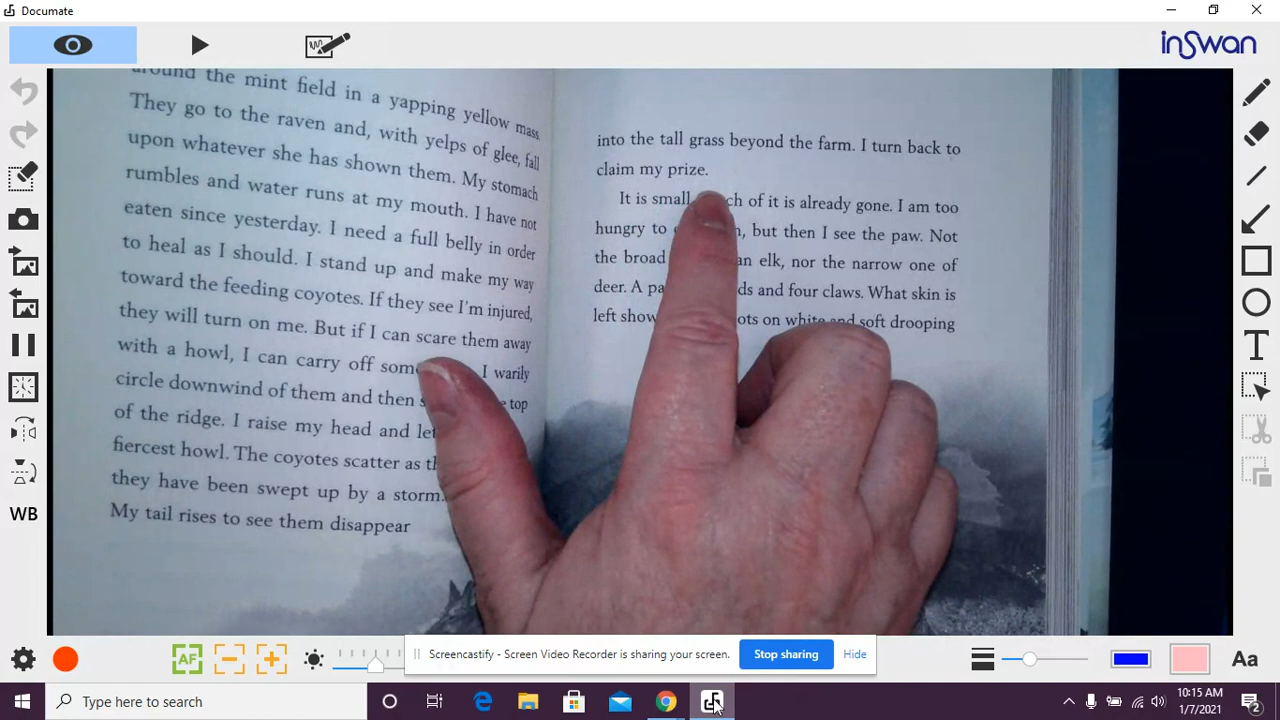 Documate
inSwan
around the mint field in a yapping yellow mass
They go to the raven and, with yelps of glee, fall
upon whatever she has shown them. My stomach
rumbles and water runs at my mouth. I have not
eaten since yesterday. I need a full belly in order
to heal as I should. I stand up and make my way
toward the feeding coyotes. If they see I'm injured,
they will turn on me. But if I can scare them away
with a howl, I can carry off I warily
circle downwind of them and then top
of the ridge. I raise my head and
fiercest howl. The coyotes scatter as
they have been swept up by a storm.
My tail rises to see them disappear
into the tall grass beyond the farm. I turn back to
claim my prize.
It is small of it is already gone. I am too
hungry to but then I see the paw. Not
the broad an elk, nor the narrow one of
deer. A and four claws. What skin is
left on white and soft drooping
WB
T
AF
Screencastify - Screen Video Recorder is sharing your screen.
Stop sharing
Hide
Aa
Type here to search
10:15 AM
1/7/2021
2